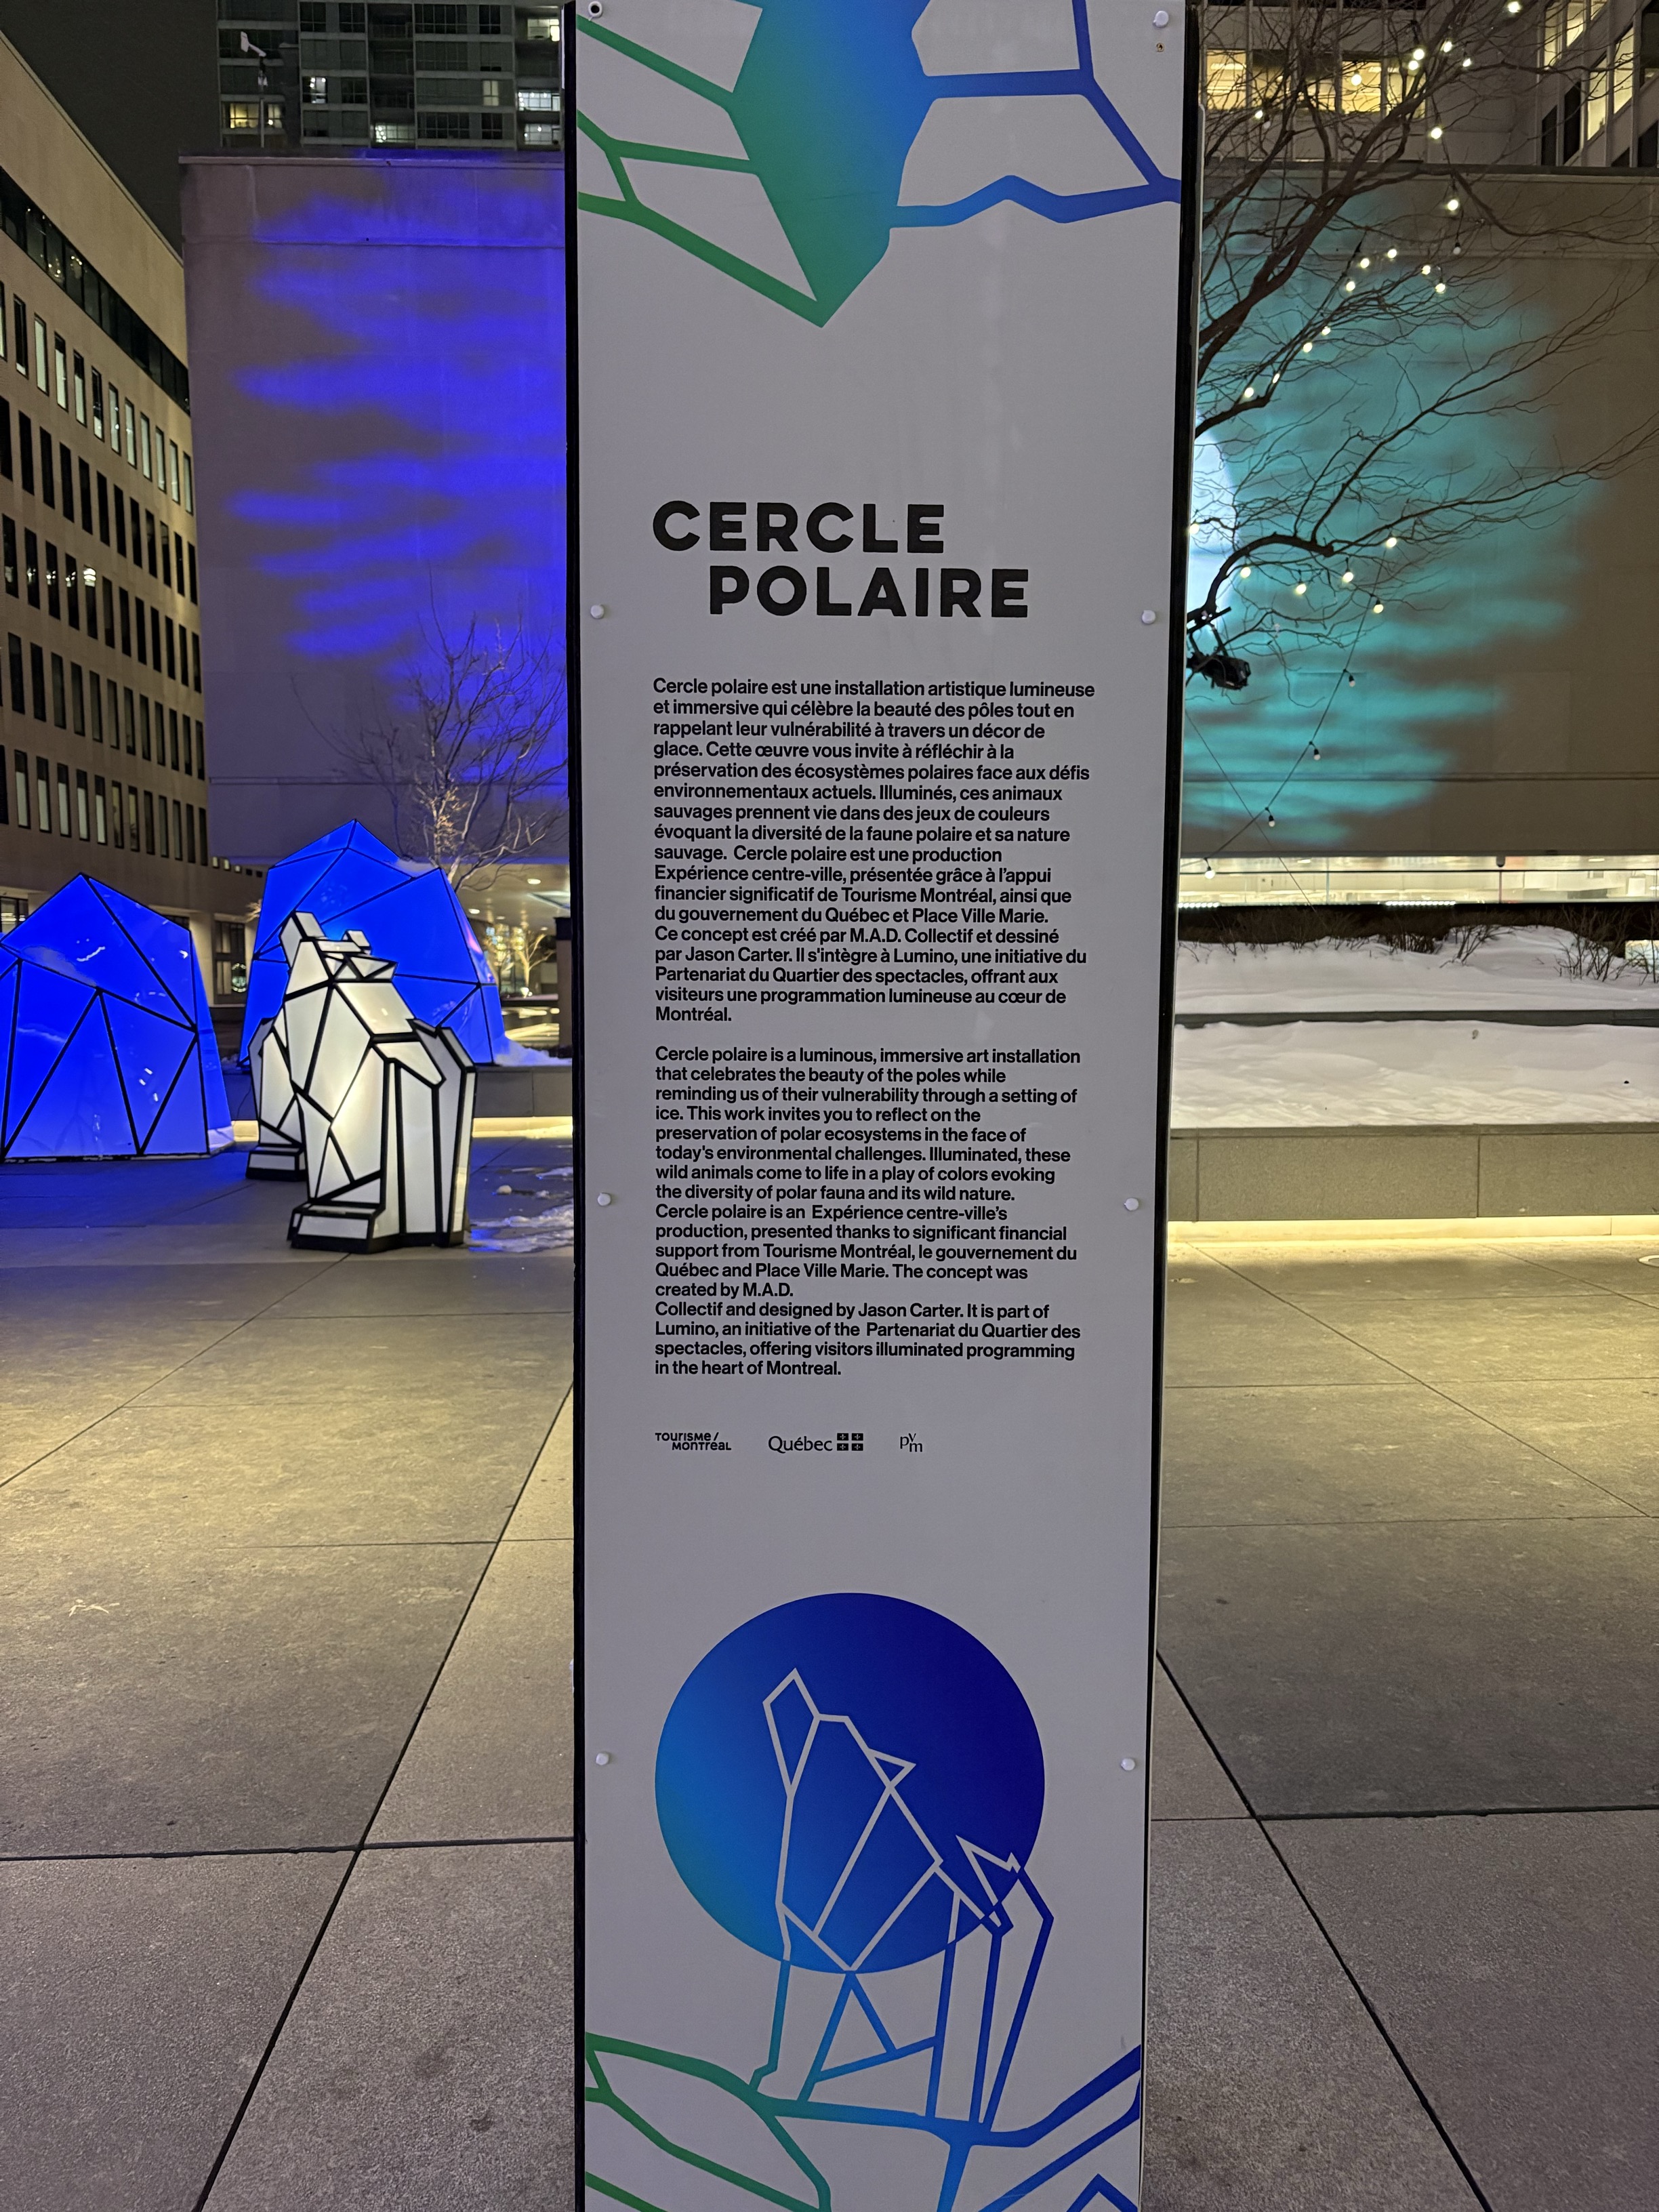 CERCLE
POLAIRE
Cercle polaire est une installation artistique lumineuse
et immersive qui célèbre la beauté des pôles tout en
rappelant leur vulnérabilité à travers un décor de
glace. Cette œuvre vous invite à réfléchir à la
préservation des écosystèmes polaires face aux défis
environnementaux actuels. Illuminés, ces animaux
sauvages prennent vie dans des jeux de couleurs
évoquant la diversité de la faune polaire et sa nature
sauvage. Cercle polaire est une production
Expérience centre-ville, présentée grâce à l'appui
financier significatif de Tourisme Montréal, ainsi que
du gouvernement du Québec et Place Ville Marie.
Ce concept est créé par M.A.D. Collectif et dessiné
par Jason Carter. Il s'intègre à Lumino, une initiative du
Partenariat du Quartier des spectacles, offrant aux
visiteurs une programmation lumineuse au cœur de
Montréal.
Cercle polaire is a luminous, immersive art installation
that celebrates the beauty of the poles while
reminding us of their vulnerability through a setting of
ice. This work invites you to reflect on the
preservation of polar ecosystems in the face of
today's environmental challenges. Illuminated, these
wild animals come to life in a play of colors evoking
the diversity of polar fauna and its wild nature.
Cercle polaire is an Expérience centre-ville's
production, presented thanks to significant financial
support from Tourisme Montréal, le gouvernement du
Québec and Place Ville Marie. The concept was
created by M.A.D.
Collectif and designed by Jason Carter. It is part of
Lumino, an initiative of the Partenariat du Quartier des
spectacles, offering visitors illuminated programming
in the heart of Montreal.
TOURISME /
MONTRÉAL
Québec
pvm